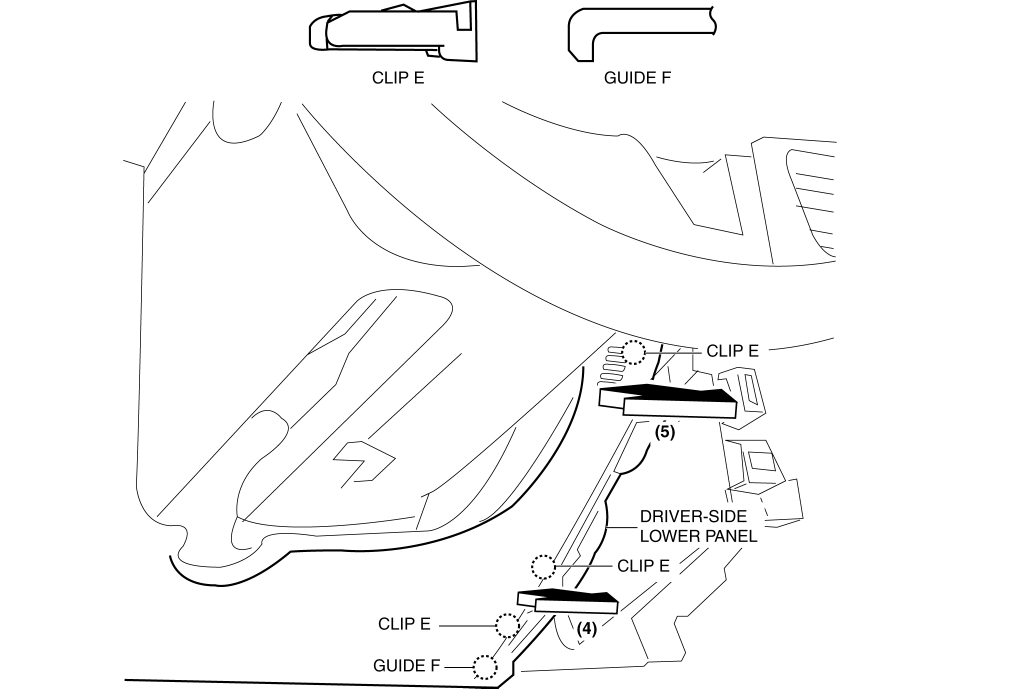 CLIP E
GUIDE F
CLIP E
(5)
DRIVER-SIDE
LOWER PANEL
CLIP E
CLIP E
(4)
GUIDE F